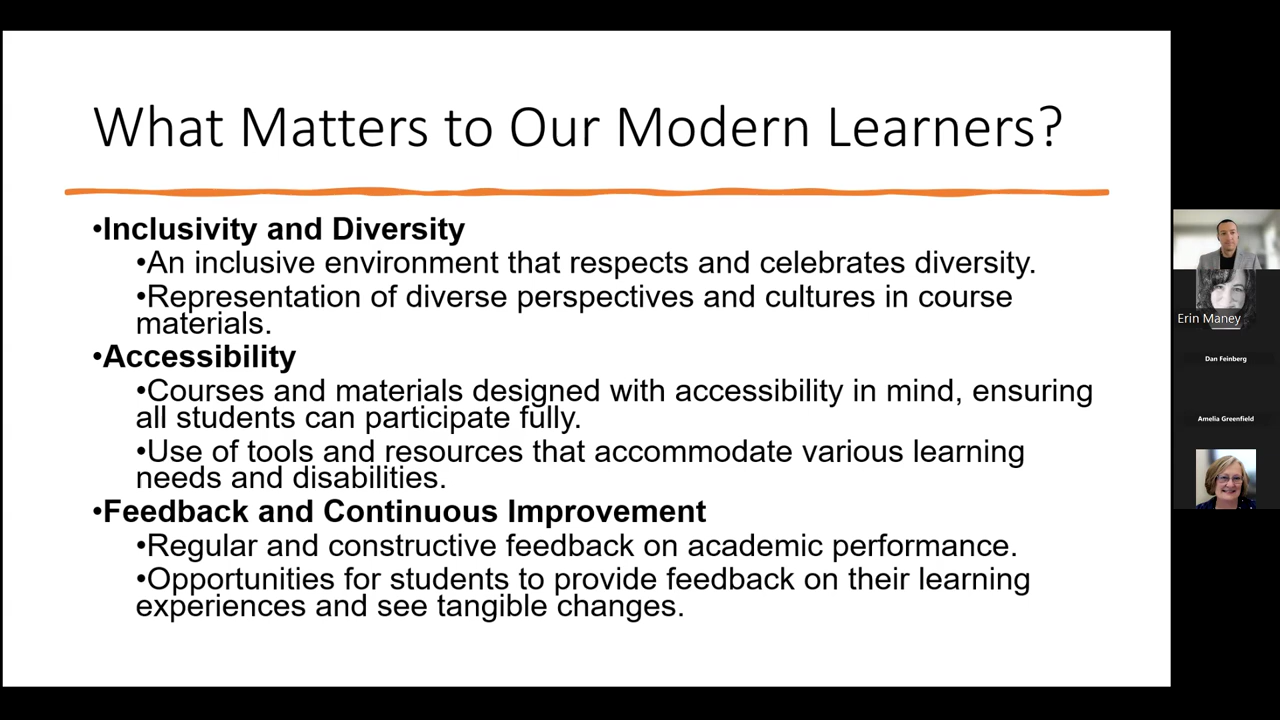 What Matters to Our Modern Learners?
•Inclusivity and Diversity
•An inclusive environment that respects and celebrates diversity.
•Representation of diverse perspectives and cultures in course
materials.
•Accessibility
•Courses and materials designed with accessibility in mind, ensuring
all students can participate fully.
•Use of tools and resources that accommodate various learning
needs and disabilities.
•Feedback and Continuous Improvement
•Regular and constructive feedback on academic performance.
•Opportunities for students to provide feedback on their learning
experiences and see tangible changes.
Erin Maney
Dan Feinberg
Amelia Greenfield